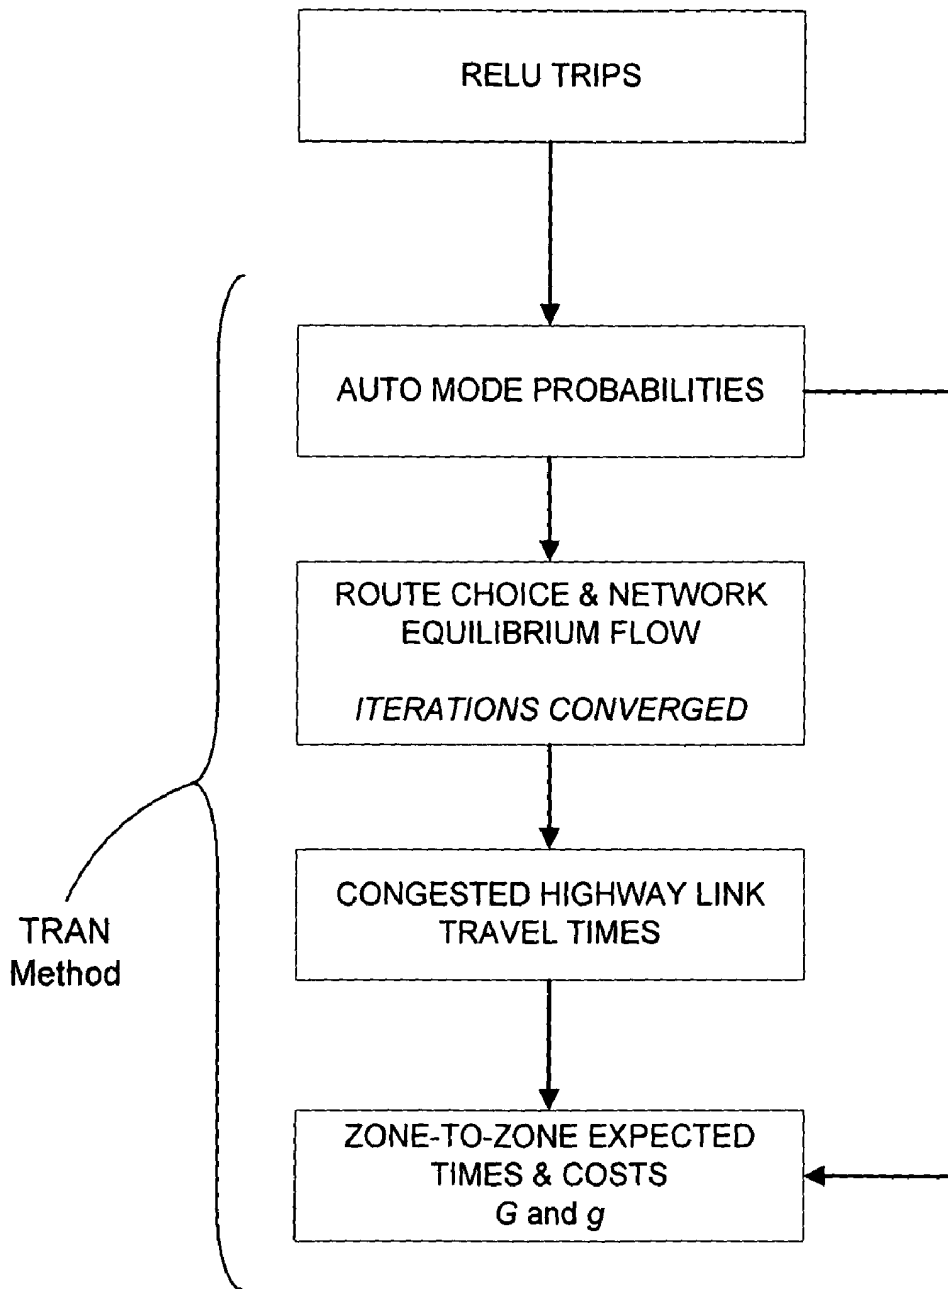 RELU TRIPS
AUTO MODE PROBABILITIES
ROUTE CHOICE & NETWORK
EQUILIBRIUM FLOW
ITERATIONS CONVERGED
CONGESTED HIGHWAY LINK
TRAVEL TIMES
TRAN
Method
ZONE-TO-ZONE EXPECTED
TIMES & COSTS
G and g